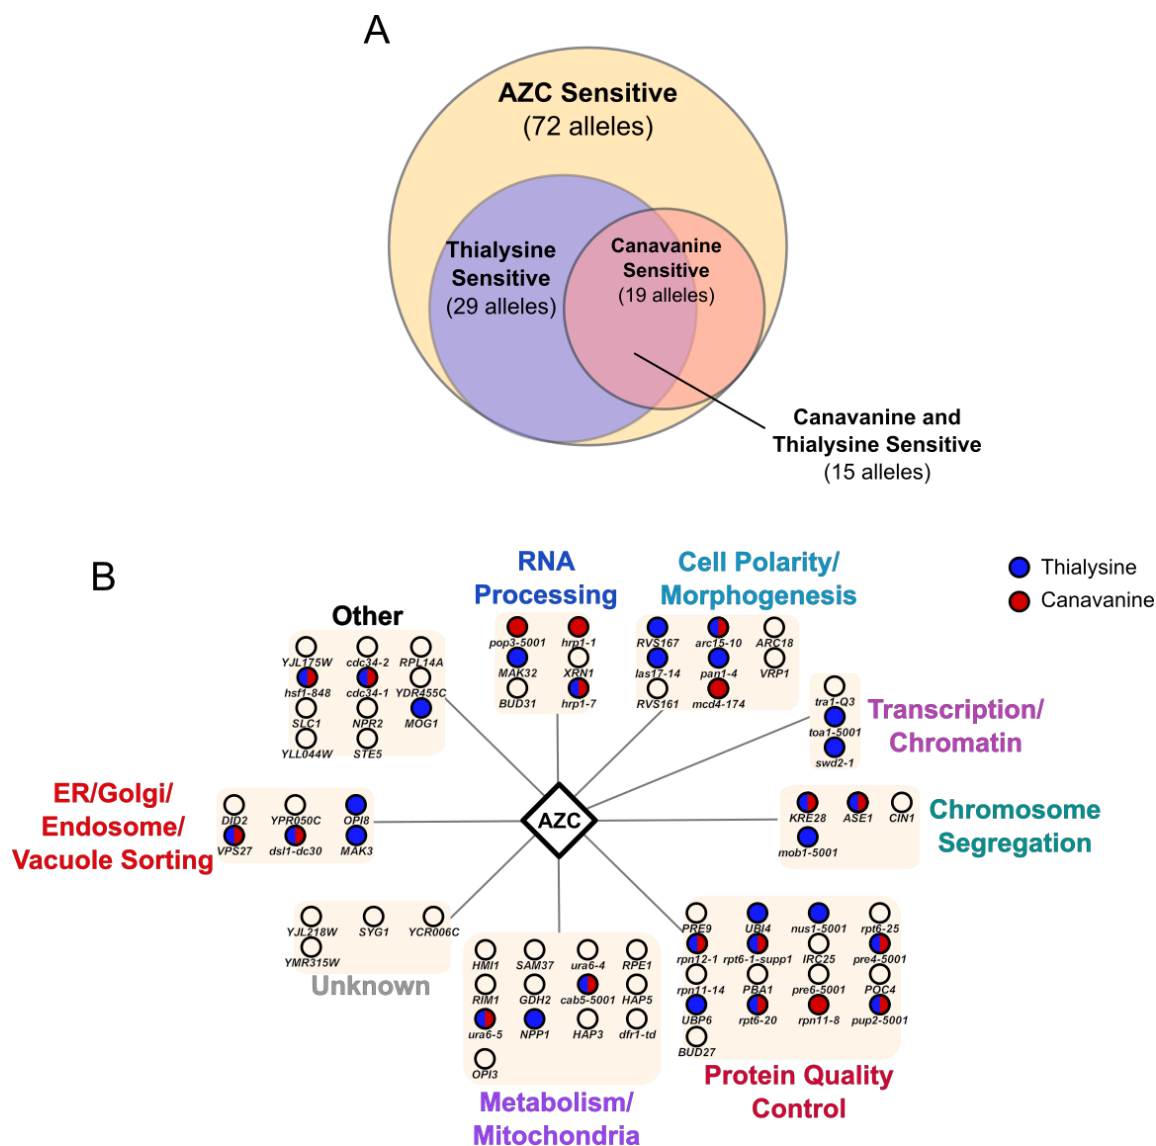 A
AZC Sensitive
(72 alleles)
Thialysine
Sensitive
(29 alleles)
Canavanine
Sensitive
(19 alleles)
Canavanine and
Thialysine Sensitive
(15 alleles)
B
Thialysine
Canavanine
Other
YJL175W cdc34-2 RPL14A
hsf1-848 cdc34-1 YDR455C
SLC1 NPR2 MOG1
YLL044W STE5
RNA
Processing
pop3-5001 hrp1-1
MAK32 XRN1
BUD31 hrp1-7
Cell Polarity/
Morphogenesis
RVS167 arc15-10 ARC18
las17-14 pan1-4 VRP1
RVS161 mcd4-174
Transcription/
Chromatin
tra1-Q3
toa1-5001
swd2-1
ER/Golgi/
Endosome/
Vacuole Sorting
DID2 YPR050C OPI8
VPS27 dsl1-dc30 MAK3
AZC
Chromosome
Segregation
KRE28 ASE1 CIN1
mob1-5001
YJL218W SYG1 YCR006C
YMR315W
Unknown
HMI1 SAM37 ura6-4 RPE1
RIM1 GDH2 cab5-5001 HAP5
ura6-5 NPP1 HAP3 dfr1-td
OPI3
Metabolism/
Mitochondria
PRE9 UBI4 nus1-5001 rpt6-25
rpn12-1 rpt6-1-supp1 IRC25 pre4-5001
rpn11-14 PBA1 pre6-5001 POC4
UBP6 rpt6-20 rpn11-8 pup2-5001
BUD27
Protein Quality
Control